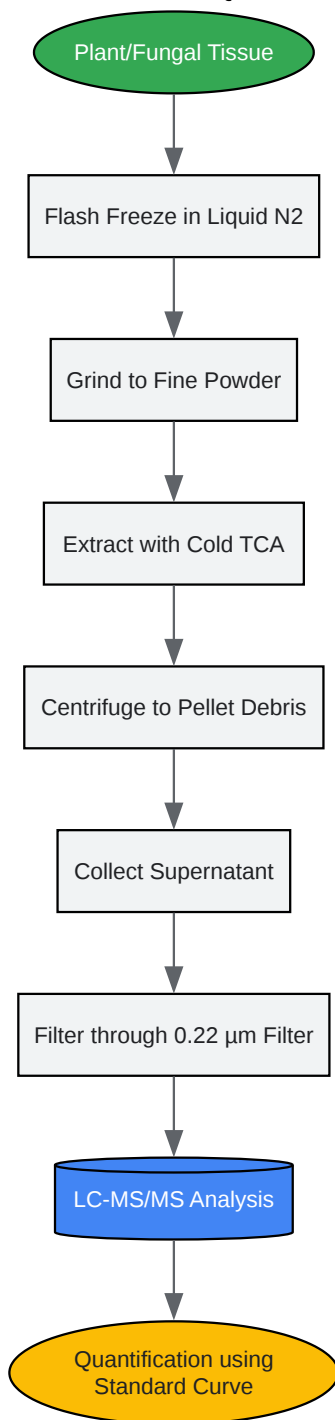 Plant/Fungal Tissue
Flash Freeze in Liquid N2
Grind to Fine Powder
Extract with Cold TCA
Centrifuge to Pellet Debris
Collect Supernatant
Filter through 0.22 µm Filter
LC-MS/MS Analysis
Quantification using
Standard Curve